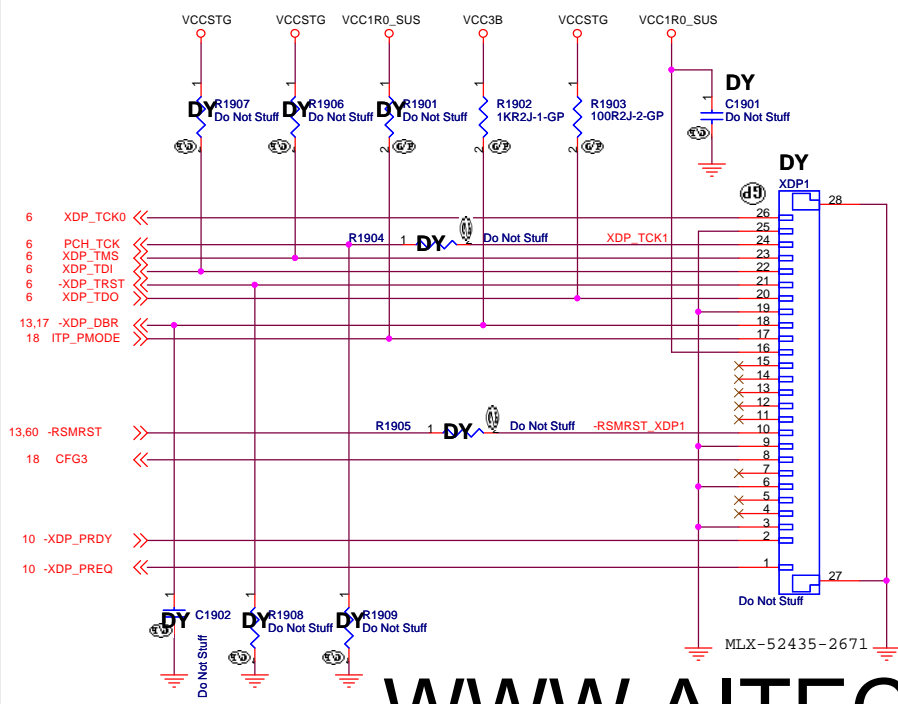 VCCSTG VCCSTG VCC1R0_SUS VCC3B VCCSTG VCC1R0_SUS
1 1 1 1 1
DY R1907 Do Not Stuff
DY R1906 Do Not Stuff
DY R1901 Do Not Stuff
R1902 1KR2J-1-GP
R1903 100R2J-2-GP
2 2 2
DY
1 C1901
Do Not Stuff
DY
XDP1
28
6 XDP_TCK0 26
25
6 PCH_TCK R1904 1 DY Do Not Stuff XDP_TCK1 24
6 XDP_TMS 23
6 XDP_TDI 22
6 -XDP_TRST 21
6 XDP_TDO 20
19
13,17 -XDP_DBR 18
18 ITP_PMODE 17
16
15
14
13
12
11
13,60 -RSMRST R1905 1 DY Do Not Stuff -RSMRST_XDP1 10
9
18 CFG3 8
7
6
5
4
3
10 -XDP_PRDY 2
10 -XDP_PREQ 1
27
Do Not Stuff
1 1 1
DY C1902 Do Not Stuff
DY R1908 Do Not Stuff
DY R1909 Do Not Stuff
MLX-52435-2671